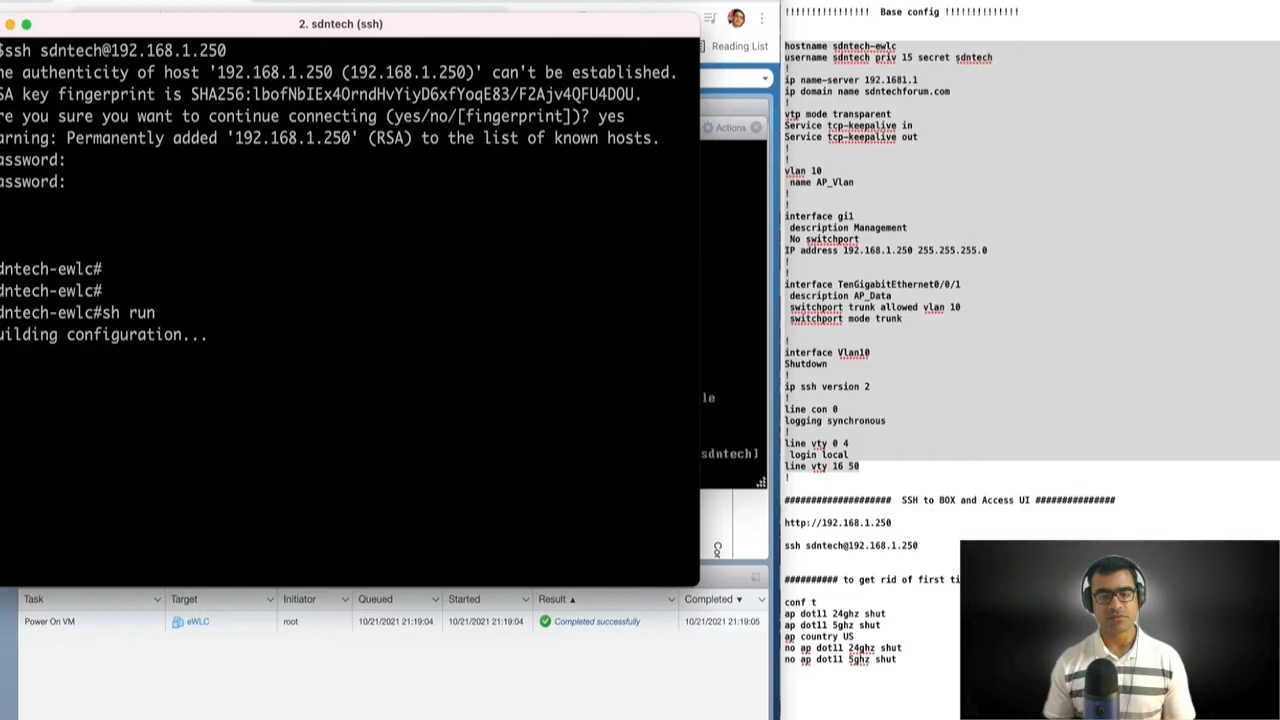 2. sdntech (ssh)
$ssh sdntech@192.168.1.250
ne authenticity of host '192.168.1.250 (192.168.1.250)' can't be established.
SA key fingerprint is SHA256:lbofNbIEx4OrndHvYiyD6xfYoqE83/F2Ajv4QFU4DOU.
re you sure you want to continue connecting (yes/no/[fingerprint])? yes
arning: Permanently added '192.168.1.250' (RSA) to the list of known hosts.
assword:
assword:
dntech-ewlc#
dntech-ewlc#
dntech-ewlc#sh run
uilding configuration...
Reading List
Actions
le
sdntech]
Task Target Initiator Queued Started Result ▲ Completed ▼
Power On VM eWLC root 10/21/2021 21:19:04 10/21/2021 21:19:04 Completed successfully 10/21/2021 21:19:05
!!!!!!!!!!!!!!!! Base config !!!!!!!!!!!!!!
hostname sdntech-ewlc
username sdntech priv 15 secret sdntech
!
ip name-server 192.1681.1
ip domain name sdntechforum.com
!
vtp mode transparent
Service tcp-keepalive in
Service tcp-keepalive out
!
!
vlan 10
name AP_Vlan
!
!
interface gi1
description Management
No switchport
IP address 192.168.1.250 255.255.255.0
!
!
interface TenGigabitEthernet0/0/1
description AP_Data
switchport trunk allowed vlan 10
switchport mode trunk
!
interface Vlan10
Shutdown
!
ip ssh version 2
!
line con 0
logging synchronous
!
line vty 0 4
login local
line vty 16 50
!
#################### SSH to BOX and Access UI ###############
http://192.168.1.250
ssh sdntech@192.168.1.250
########## to get rid of first ti
conf t
ap dot11 24ghz shut
ap dot11 5ghz shut
ap country US
no ap dot11 24ghz shut
no ap dot11 5ghz shut